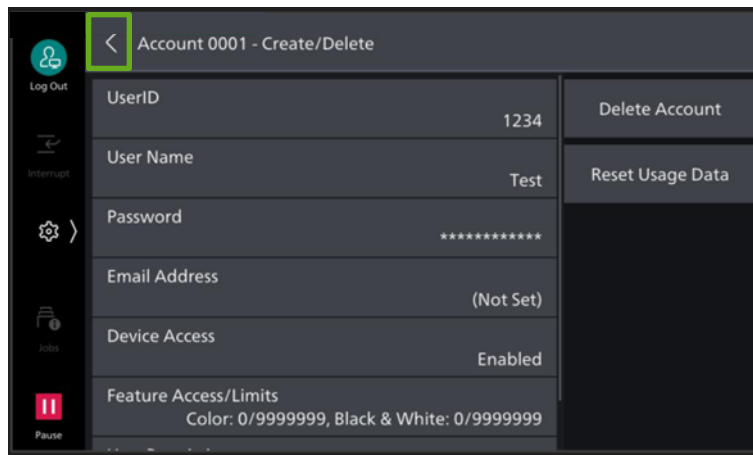 Account 0001 - Create/Delete
Log Out
Interrupt
Jobs
Pause
UserID
1234
User Name
Test
Password
************
Email Address
(Not Set)
Device Access
Enabled
Feature Access/Limits
Color: 0/9999999, Black & White: 0/9999999
Delete Account
Reset Usage Data